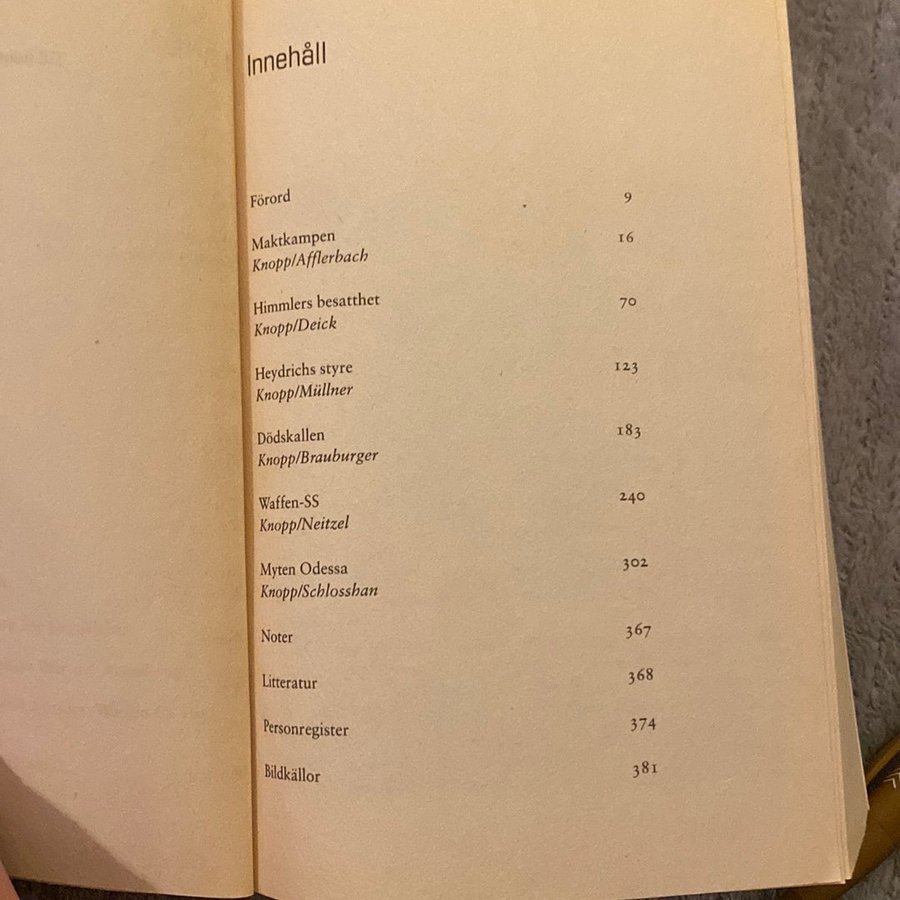 Innehåll
Förord 9
Maktkampen 16
Knopp/Afflerbach
Himmlers besatthet 70
Knopp/Deick
Heydrichs styre 123
Knopp/Müllner
Dödskallen 183
Knopp/Brauburger
Waffen-SS 240
Knopp/Neitzel
Myten Odessa 302
Knopp/Schlosshan
Noter 367
Litteratur 368
Personregister 374
Bildkällor 381